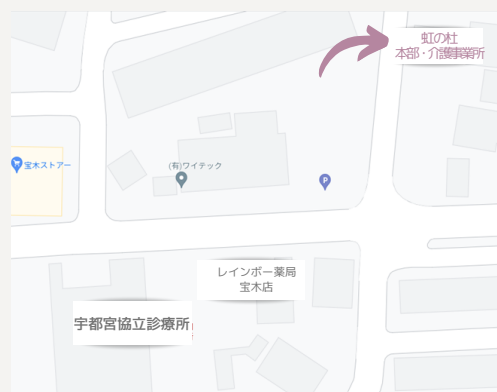 虹の杜
本部・介護事業所
宝木ストアー
(有)ワイテック
P
レインボー薬局
宝木店
宇都宮協立診療所